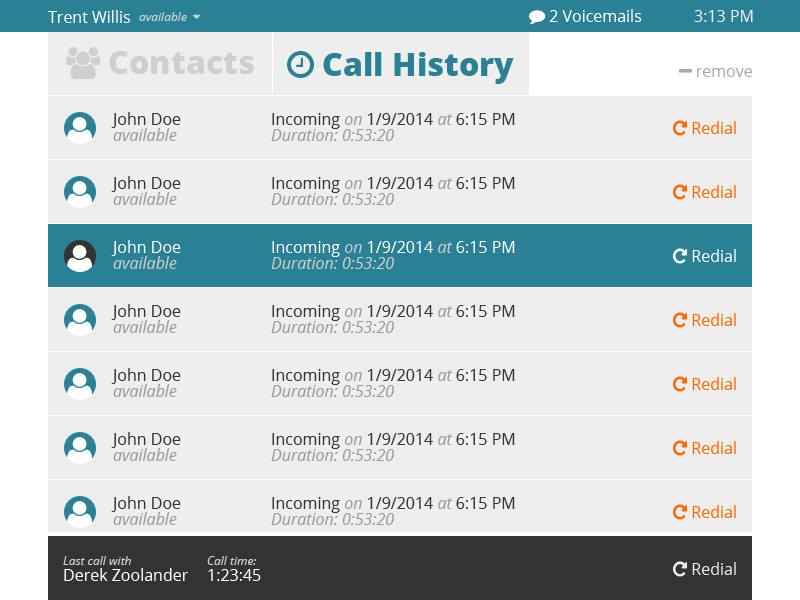 Trent Willis available 2 Voicemails 3:13 PM
Contacts Call History remove
John Doe Incoming on 1/9/2014 at 6:15 PM
available Duration: 0:53:20 Redial
John Doe Incoming on 1/9/2014 at 6:15 PM
available Duration: 0:53:20 Redial
John Doe Incoming on 1/9/2014 at 6:15 PM
available Duration: 0:53:20 Redial
John Doe Incoming on 1/9/2014 at 6:15 PM
available Duration: 0:53:20 Redial
John Doe Incoming on 1/9/2014 at 6:15 PM
available Duration: 0:53:20 Redial
John Doe Incoming on 1/9/2014 at 6:15 PM
available Duration: 0:53:20 Redial
John Doe Incoming on 1/9/2014 at 6:15 PM
available Duration: 0:53:20 Redial
Last call with Call time:
Derek Zoolander 1:23:45 Redial